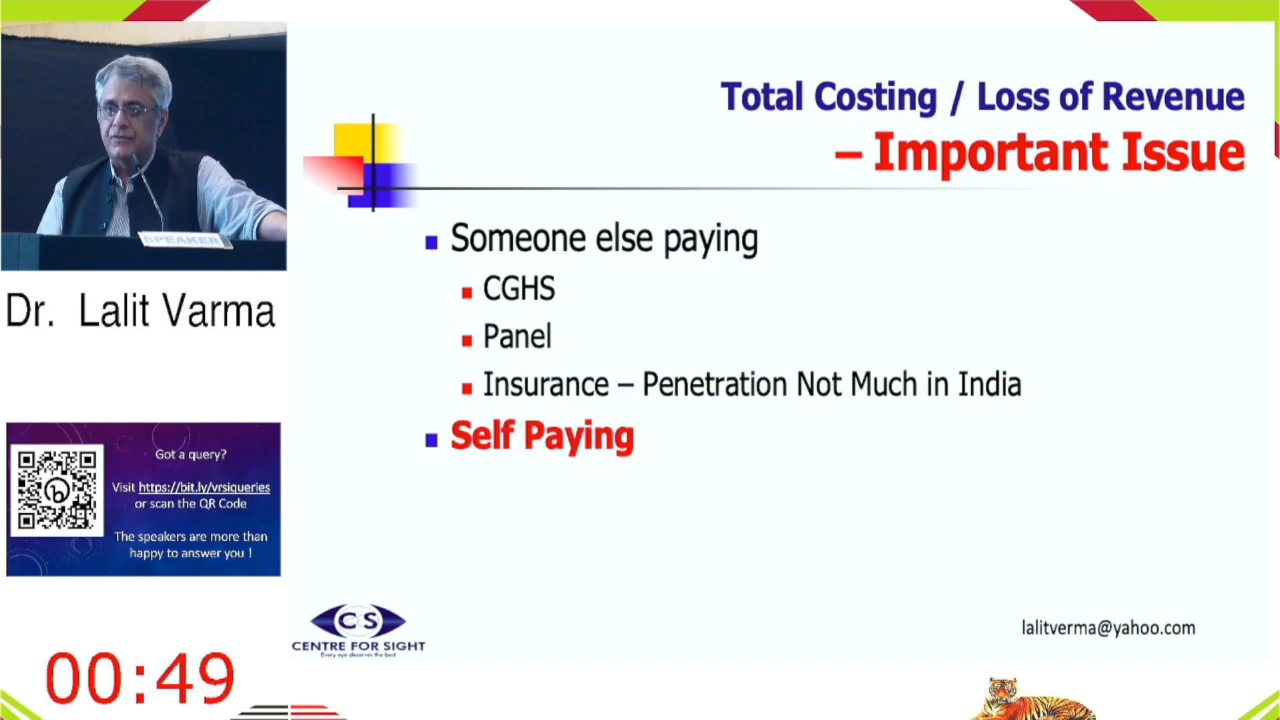 Total Costing / Loss of Revenue
– Important Issue
Someone else paying
CGHS
Panel
Insurance – Penetration Not Much in India
Self Paying
SPEAKER
Dr. Lalit Varma
Got a query?
Visit https://bit.ly/vrsiqueries
or scan the QR Code
The speakers are more than
happy to answer you !
CS
CENTRE FOR SIGHT
Every eye deserves the best
lalitverma@yahoo.com
00:49